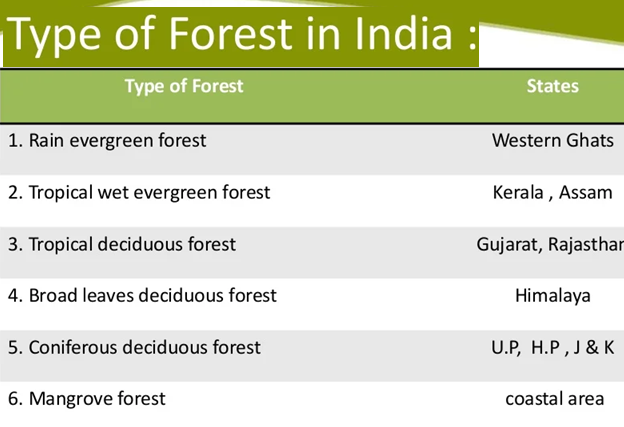 Type of Forest in India :
Type of Forest States
1. Rain evergreen forest Western Ghats
2. Tropical wet evergreen forest Kerala , Assam
3. Tropical deciduous forest Gujarat, Rajasthan
4. Broad leaves deciduous forest Himalaya
5. Coniferous deciduous forest U.P, H.P , J & K
6. Mangrove forest coastal area